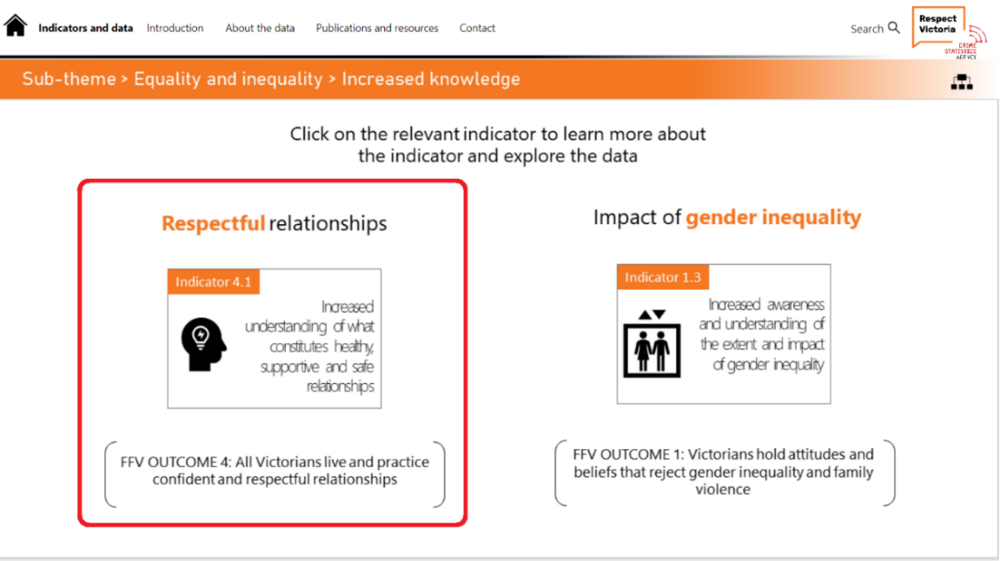 Indicators and data Introduction About the data Publications and resources Contact
Search
Respect
Victoria
CRIME
STATISTICS
AGENCY
Sub-theme > Equality and inequality > Increased knowledge
Click on the relevant indicator to learn more about
the indicator and explore the data
Respectful relationships
Indicator 4.1
Increased
understanding of what
constitutes healthy,
supportive and safe
relationships
FFV OUTCOME 4: All Victorians live and practice
confident and respectful relationships
Impact of gender inequality
Indicator 1.3
Increased awareness
and understanding of
the extent and impact
of gender inequality
FFV OUTCOME 1: Victorians hold attitudes and
beliefs that reject gender inequality and family
violence